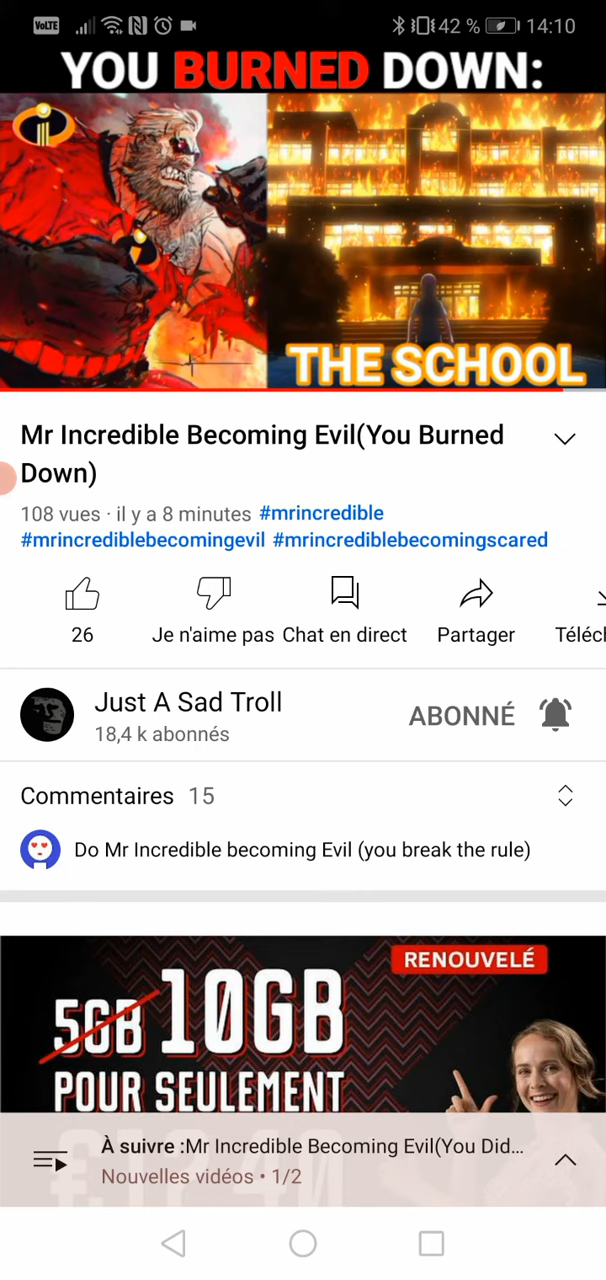 VoLTE 42 % 14:10
YOU BURNED DOWN:
THE SCHOOL
Mr Incredible Becoming Evil(You Burned
Down)
108 vues · il y a 8 minutes #mrincredible
#mrincrediblebecomingevil #mrincrediblebecomingscared
26 Je n'aime pas Chat en direct Partager Téléch
Just A Sad Troll
18,4 k abonnés
ABONNÉ
Commentaires 15
Do Mr Incredible becoming Evil (you break the rule)
RENOUVELÉ
5GB 10GB
POUR SEULEMENT
À suivre :Mr Incredible Becoming Evil(You Did...
Nouvelles vidéos • 1/2